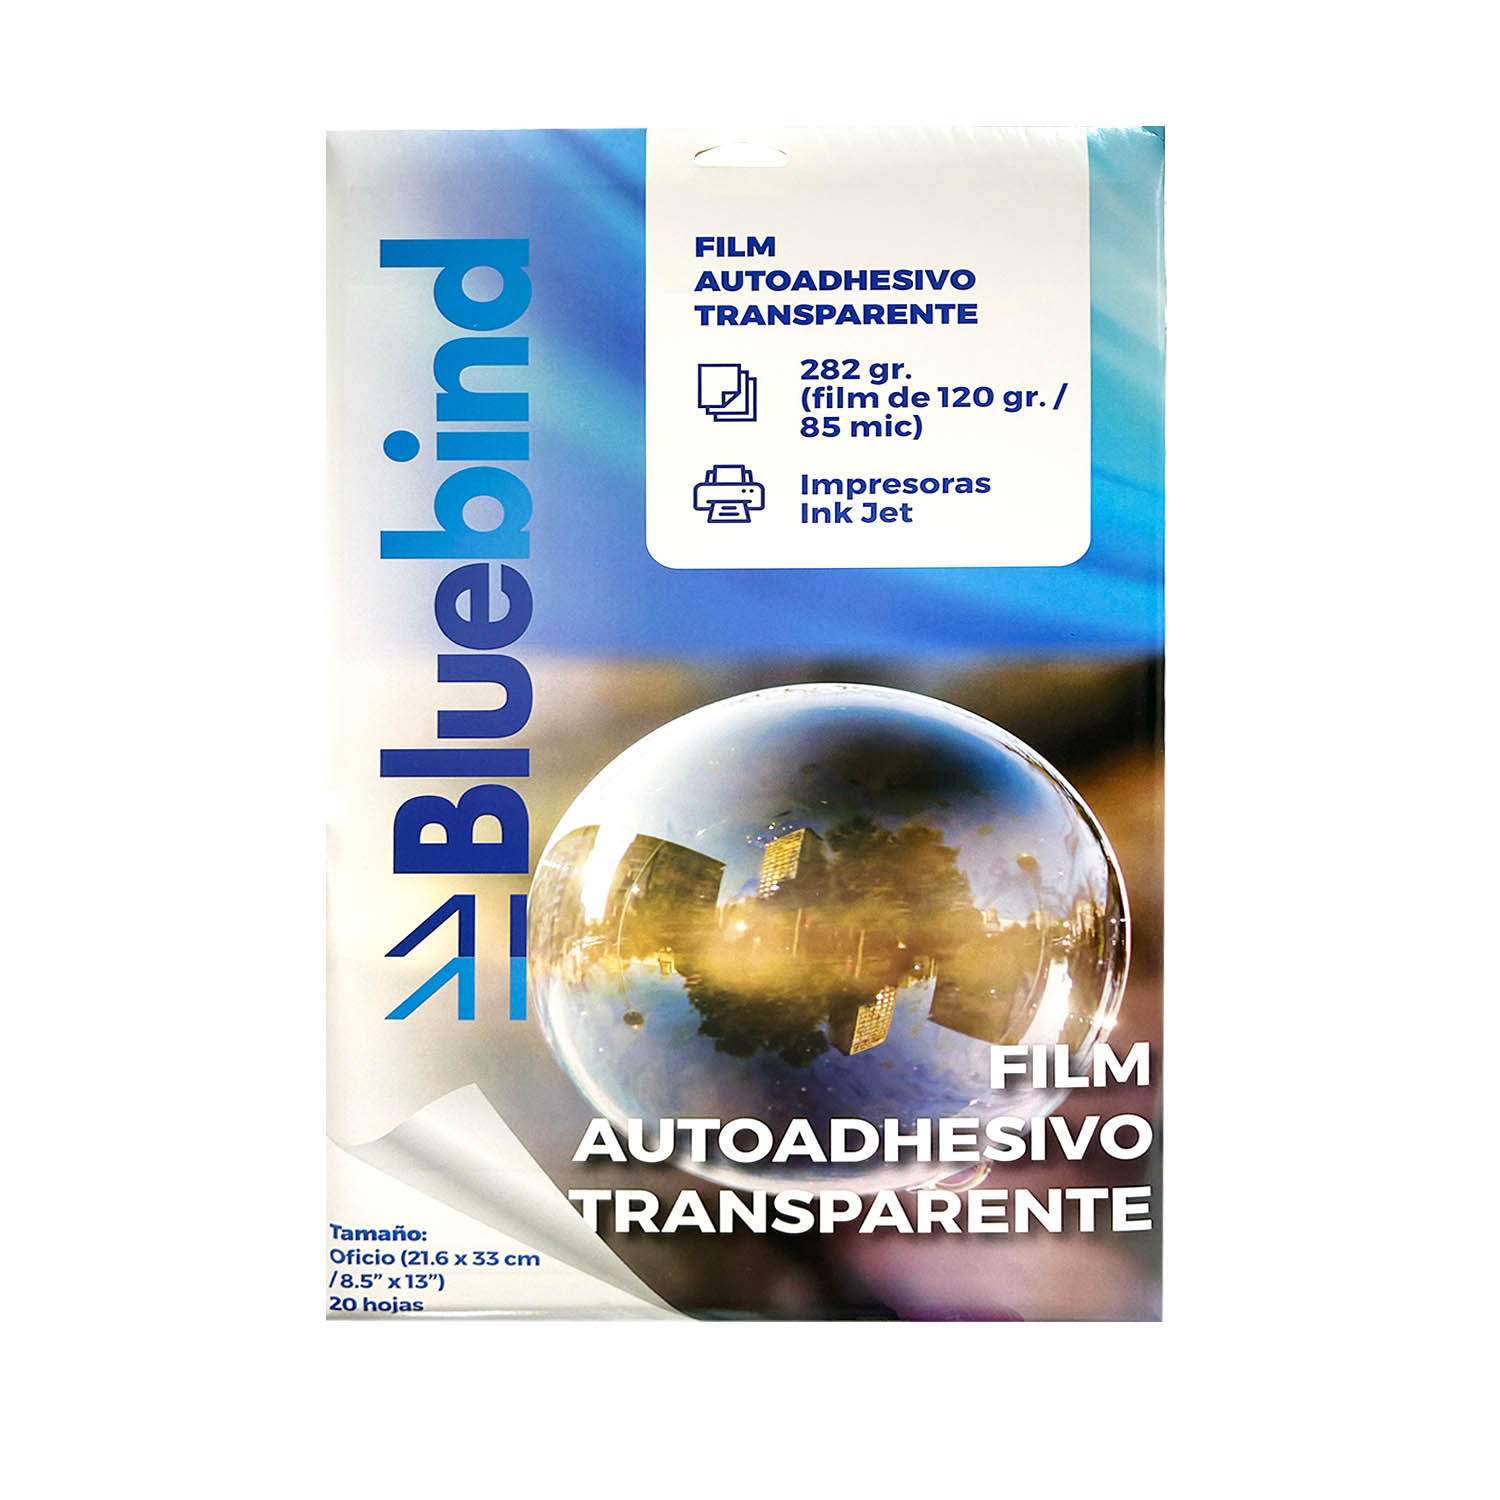 Bluebind
FILM
AUTOADHESIVO
TRANSPARENTE
282 gr.
(film de 120 gr. /
85 mic)
Impresoras
Ink Jet
FILM
AUTOADHESIVO
TRANSPARENTE
Tamaño:
Oficio (21.6 x 33 cm
/ 8.5” x 13”)
20 hojas